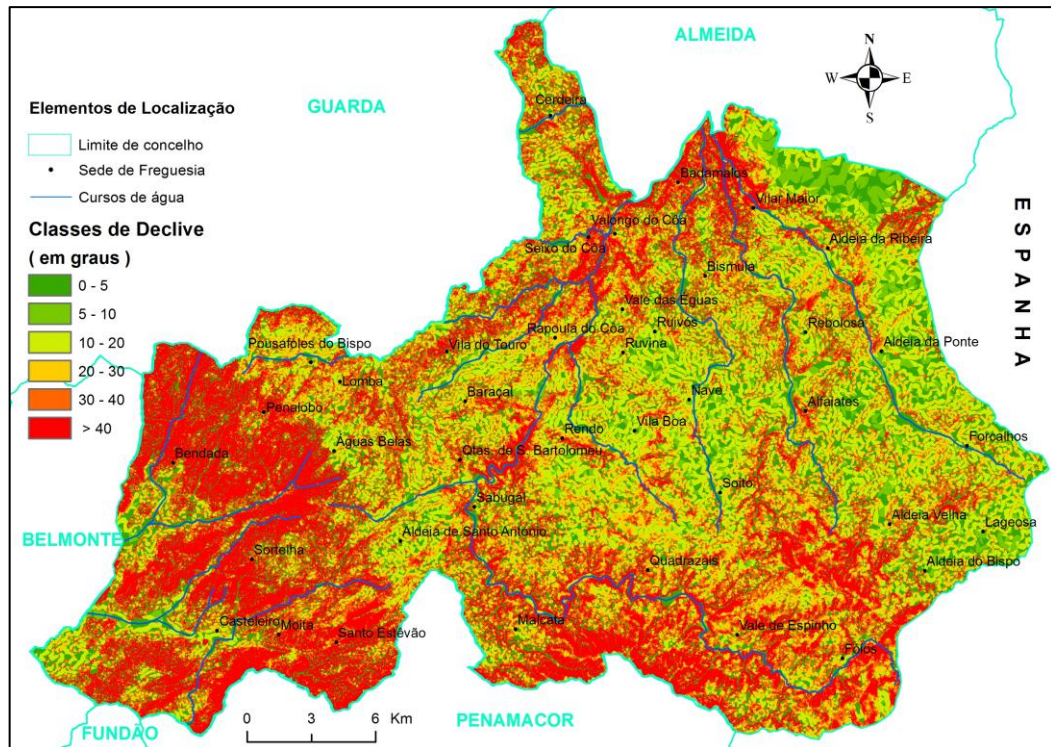 ALMEIDA
N
W E
S
GUARDA
Elementos de Localização
Limite de concelho
Sede de Freguesia
Cursos de água
Classes de Declive
( em graus )
0 - 5
5 - 10
10 - 20
20 - 30
30 - 40
> 40
ESPANHA
Cerdeira
Badamalos
Vilar Maior
Valongo do Côa
Seixo do Côa
Aldeia da Ribeira
Bismula
Vale das Éguas
Rapoula do Côa
Ruivós
Rebolosa
Ruvina
Aldeia da Ponte
Pousafoles do Bispo
Vila do Touro
Lomba
Baraçal
Nave
Penalobo
Alfaiates
Vila Boa
Rendo
Forcalhos
Águas Belas
Bendada
Qtas. de S. Bartolomeu
Soito
Sabugal
Aldeia Velha
Lageosa
BELMONTE
Aldeia de Santo António
Sortelha
Quadrazais
Aldeia do Bispo
Casteleiro
Moita
Santo Estêvão
Malcata
Vale de Espinho
Fóios
0 3 6 Km
PENAMACOR
FUNDÃO